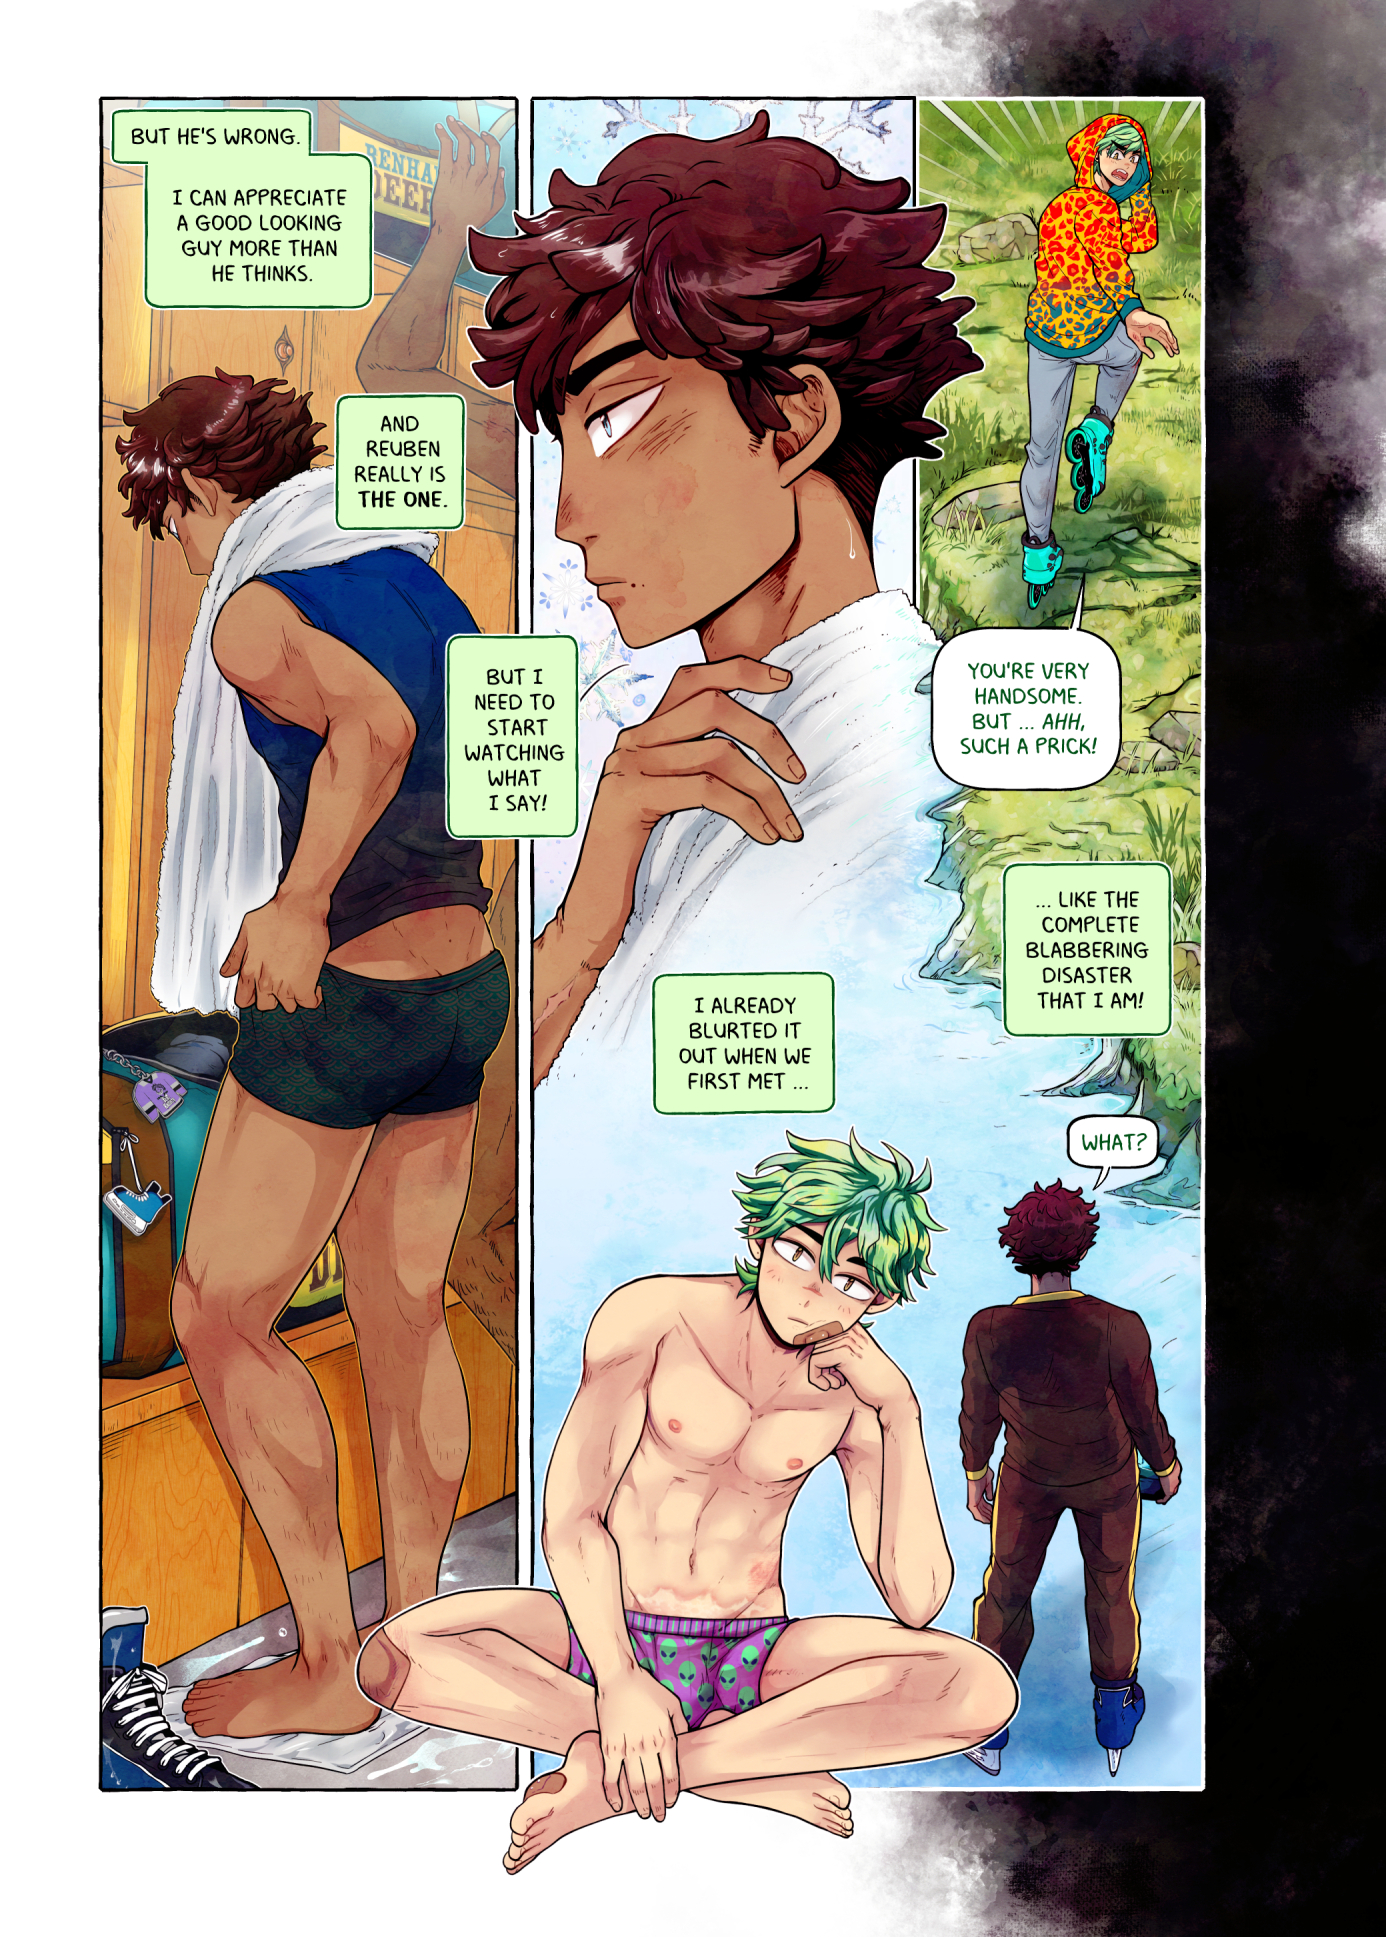 BUT HE'S WRONG.
I CAN APPRECIATE
A GOOD LOOKING
GUY MORE THAN
HE THINKS.
AND
REUBEN
REALLY IS
THE ONE.
BUT I
NEED TO
START
WATCHING
WHAT
I SAY!
YOU'RE VERY
HANDSOME.
BUT ... AHH,
SUCH A PRICK!
... LIKE THE
COMPLETE
BLABBERING
DISASTER
THAT I AM!
I ALREADY
BLURTED IT
OUT WHEN WE
FIRST MET ...
WHAT?